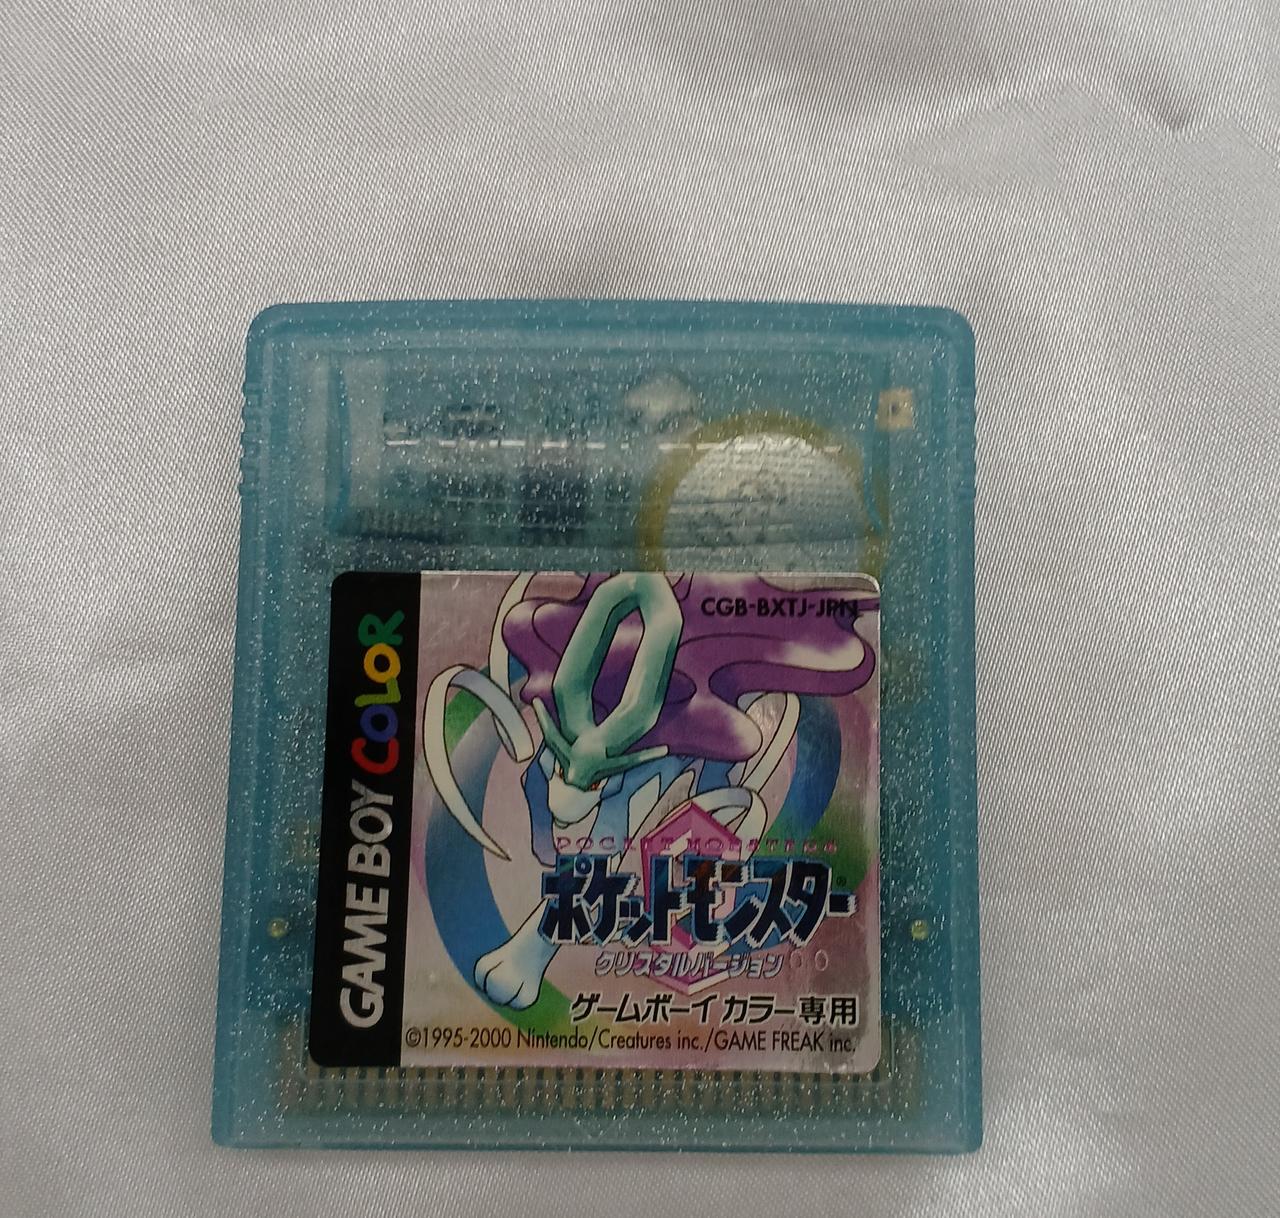 GAME BOY COLOR
CGB-BXTJ-JPN
POCKET MONSTERS
ポケットモンスター®
クリスタルバージョン
ゲームボーイ カラー専用
©1995-2000 Nintendo/Creatures inc./GAME FREAK inc.